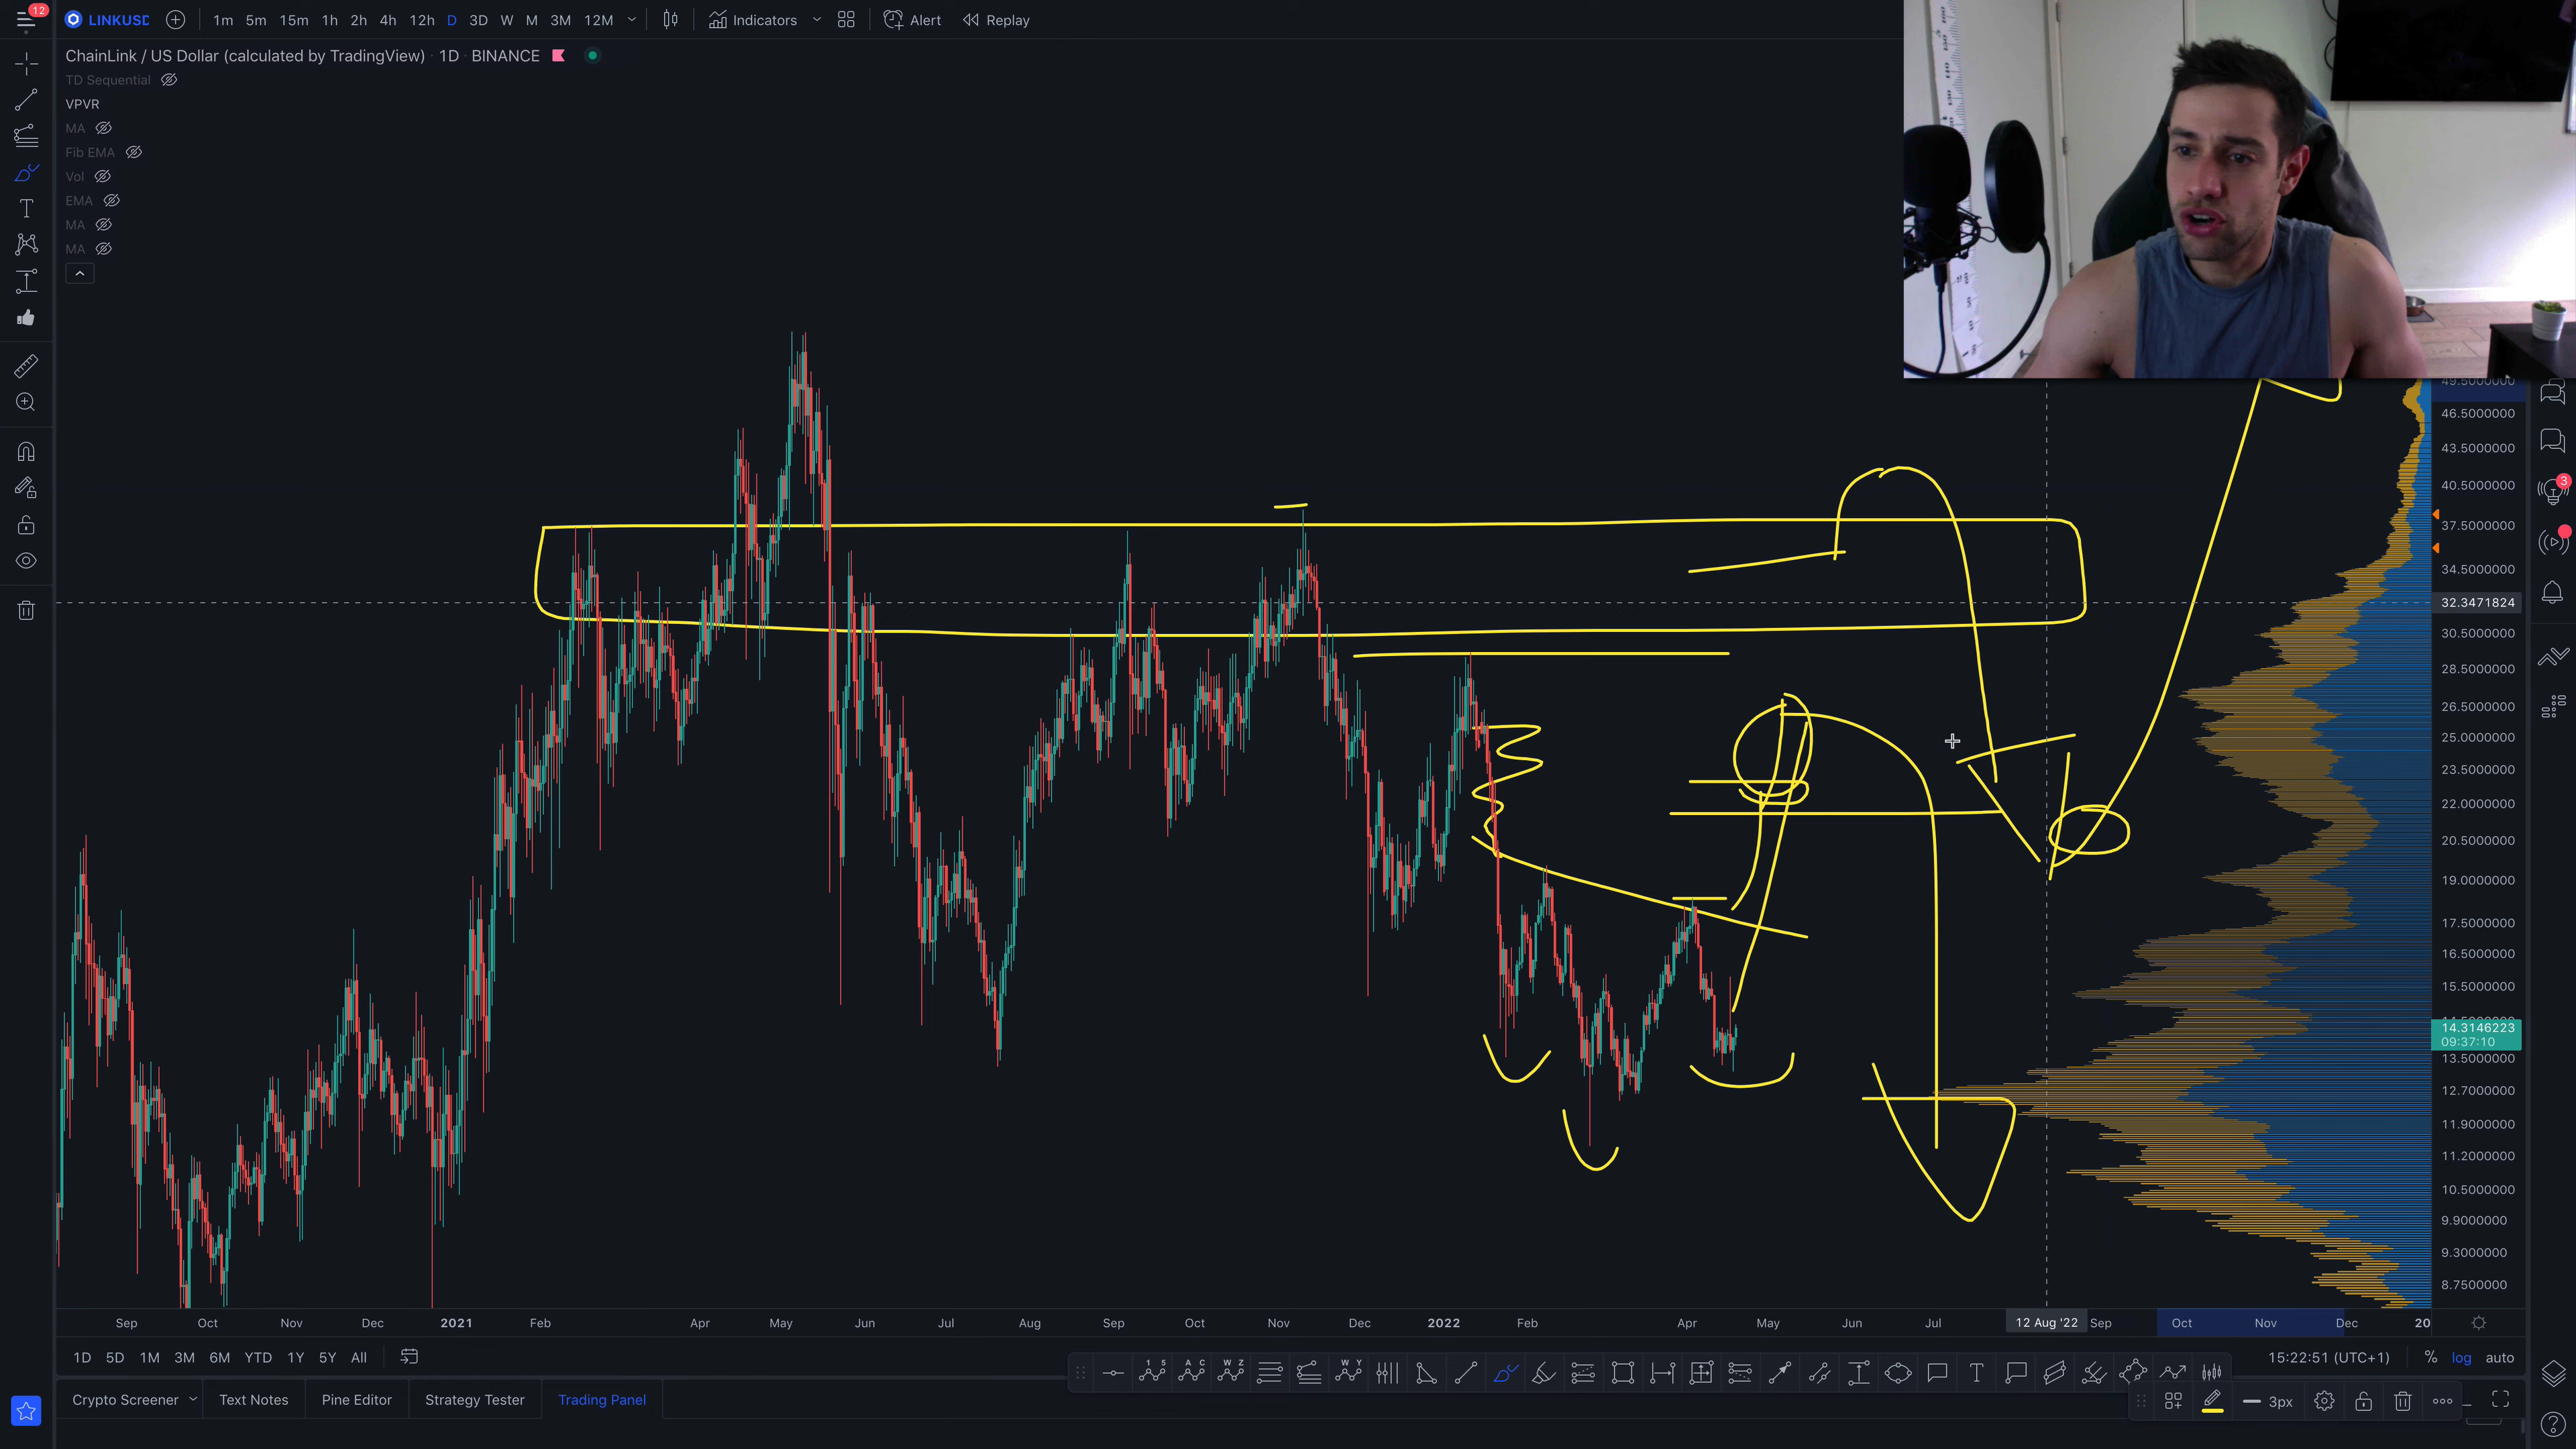 12
LINKUSD 1m 5m 15m 1h 2h 4h 12h D 3D W M 3M 12M Indicators Alert Replay
ChainLink / US Dollar (calculated by TradingView) · 1D · BINANCE
TD Sequential
VPVR
MA
Fib EMA
Vol
EMA
MA
MA
49.5000000
46.5000000
43.5000000
40.5000000
3
37.5000000
34.5000000
32.3471824
30.5000000
28.5000000
26.5000000
25.0000000
23.5000000
22.0000000
20.5000000
19.0000000
17.5000000
16.5000000
15.5000000
14.3146223
09:37:10
13.5000000
12.7000000
11.9000000
11.2000000
10.5000000
9.9000000
9.3000000
8.7500000
Sep Oct Nov Dec 2021 Feb Apr May Jun Jul Aug Sep Oct Nov Dec 2022 Feb Apr May Jun Jul 12 Aug '22 Sep Oct Nov Dec 20
1D 5D 1M 3M 6M YTD 1Y 5Y All 15:22:51 (UTC+1) % log auto
Crypto Screener Text Notes Pine Editor Strategy Tester Trading Panel 3px